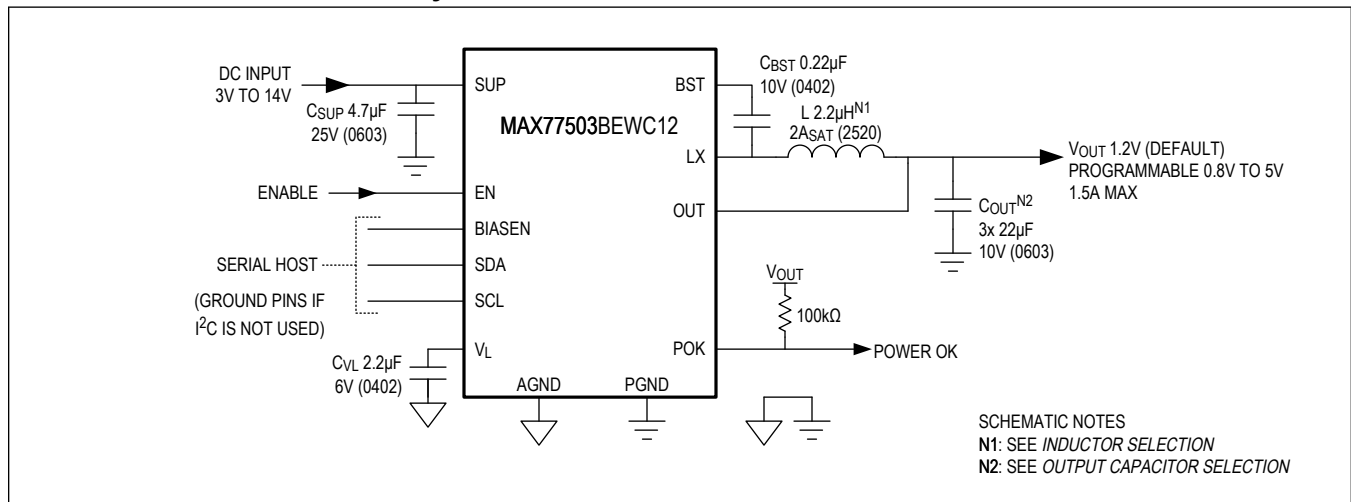 DC INPUT
3V TO 14V
CSUP 4.7µF
25V (0603)
ENABLE
SERIAL HOST
(GROUND PINS IF
I2C IS NOT USED)
CVL 2.2µF
6V (0402)
SUP
EN
BIASEN
SDA
SCL
VL
MAX77503BEWC12
AGND
PGND
BST
LX
OUT
POK
CBST 0.22µF
10V (0402)
L 2.2µHN1
2ASAT (2520)
VOUT 1.2V (DEFAULT)
PROGRAMMABLE 0.8V TO 5V
1.5A MAX
COUTN2
3x 22µF
10V (0603)
VOUT
100kΩ
POWER OK
SCHEMATIC NOTES
N1: SEE INDUCTOR SELECTION
N2: SEE OUTPUT CAPACITOR SELECTION